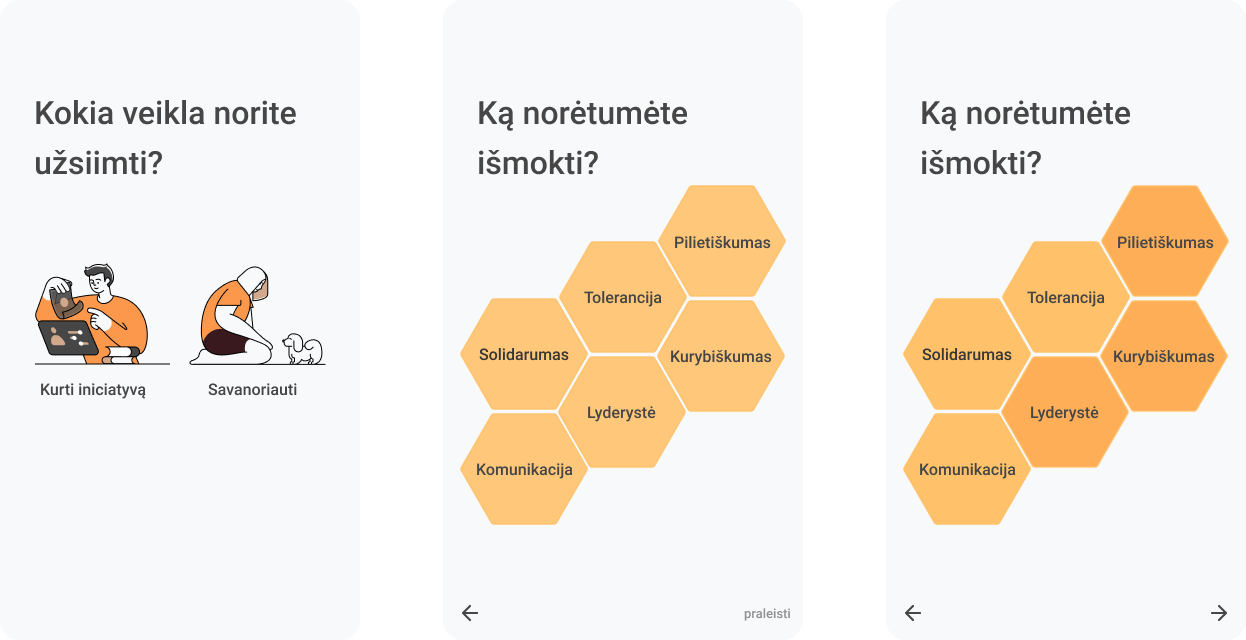 Kokia veikla norite
užsiimti?
Kurti iniciatyvą
Savanoriauti
Ką norėtumėte
išmokti?
Pilietiškumas
Tolerancija
Solidarumas
Kurybiškumas
Lyderystė
Komunikacija
praleisti
Ką norėtumėte
išmokti?
Pilietiškumas
Tolerancija
Solidarumas
Kurybiškumas
Lyderystė
Komunikacija